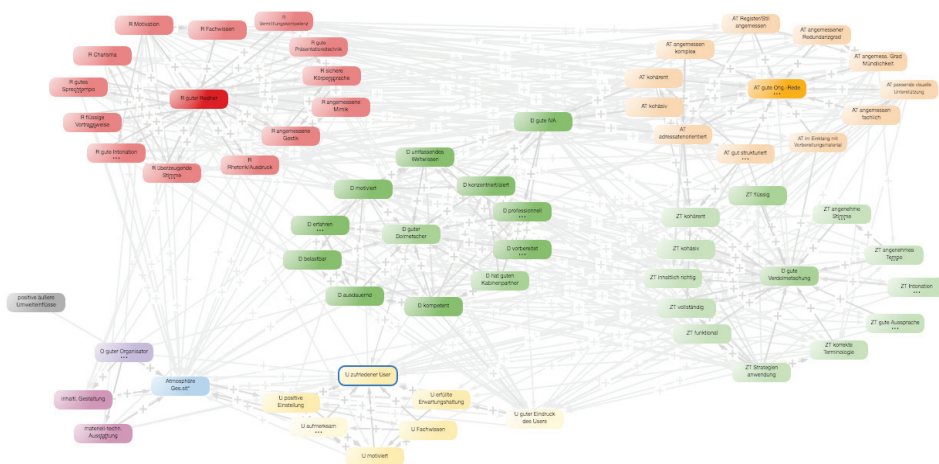 R Motivation
R Fachwissen
R
R gute
Präsentationstechnik
R Charisma
R sichere
Körpersprache
R gutes
Sprechtempo
R guter Redner
R angemessene
Mimik
R flüssige
Vortragsweise
R angemessene
Gestik
R gute Intonation
R überzeugende
Stimme
R
Rhetorik/Ausdruck
AT Register/Stil
angemessen
AT angemessener
Redundanzgrad
AT angemessen
komplex
AT angemess. Grad
Mündlichkeit
AT kohärent
AT gute Orig.-Rede
AT passende visuelle
Unterstützung
AT kohäsiv
AT angemessen
fachlich
AT
adressatenorientiert
AT im Einklang mit
Vorbereitungsmaterial
AT gut strukturiert
D gute NA
D umfassendes
Weltwissen
D motiviert
D konzentriert/fit
D erfahren
D guter
Dolmetscher
D professionell
D belastbar
D vorbereitet
D ausdauernd
D hat guten
Kabinenpartner
D kompetent
ZT flüssig
ZT kohärent
ZT angenehme
Stimme
ZT kohäsiv
ZT angenehmes
Tempo
ZT inhaltlich richtig
D gute
Verdolmetschung
ZT Intonation
ZT vollständig
ZT gute Aussprache
ZT funktional
ZT korrekte
Terminologie
ZT Strategien
anwendung
positive äußere
Umwelteinflüsse
O guter Organisator
Atmosphäre
inhaltl. Gestaltung
materiell-techn.
Ausstattung
U zufriedener User
U positive
Einstellung
U erfüllte
Erwartungshaltung
U aufmerksam
U Fachwissen
U guter Eindruck
des Users
U motiviert